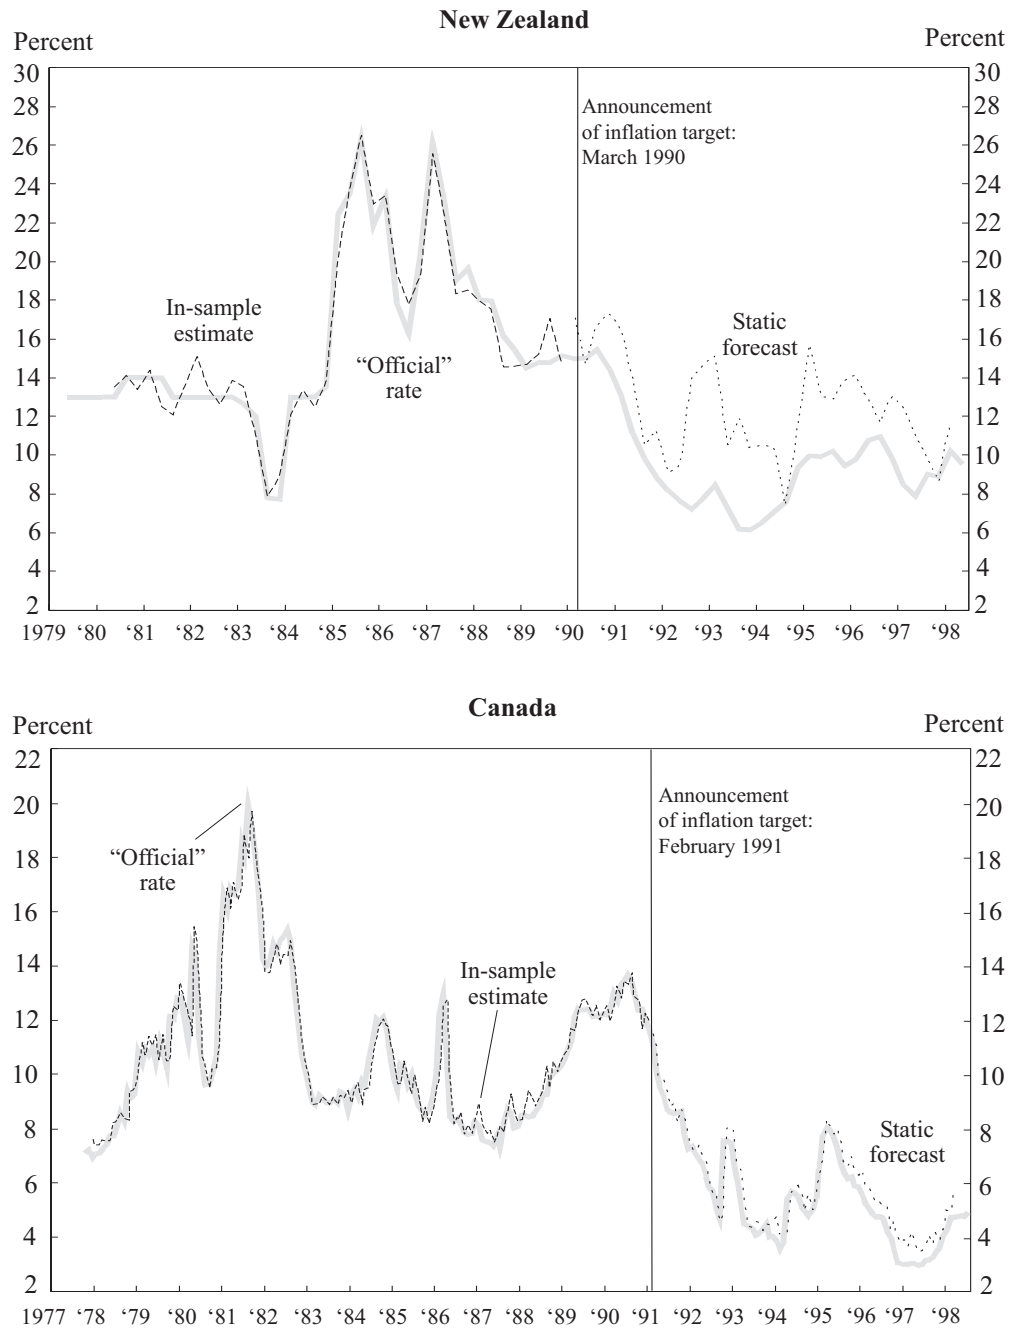 New Zealand
Percent
Percent
30
28
26
24
22
20
18
16
14
12
10
8
6
4
2
30
28
26
24
22
20
18
16
14
12
10
8
6
4
2
Announcement
of inflation target:
March 1990
In-sample
estimate
“Official”
rate
Static
forecast
1979 ‘80 ‘81 ‘82 ‘83 ‘84 ‘85 ‘86 ‘87 ‘88 ‘89 ‘90 ‘91 ‘92 ‘93 ‘94 ‘95 ‘96 ‘97 ‘98
Canada
Percent
Percent
22
20
18
16
14
12
10
8
6
4
2
22
20
18
16
14
12
10
8
6
4
2
Announcement
of inflation target:
February 1991
“Official”
rate
In-sample
estimate
Static
forecast
1977 ‘78 ‘79 ‘80 ‘81 ‘82 ‘83 ‘84 ‘85 ‘86 ‘87 ‘88 ‘89 ‘90 ‘91 ‘92 ‘93 ‘94 ‘95 ‘96 ‘97 ‘98